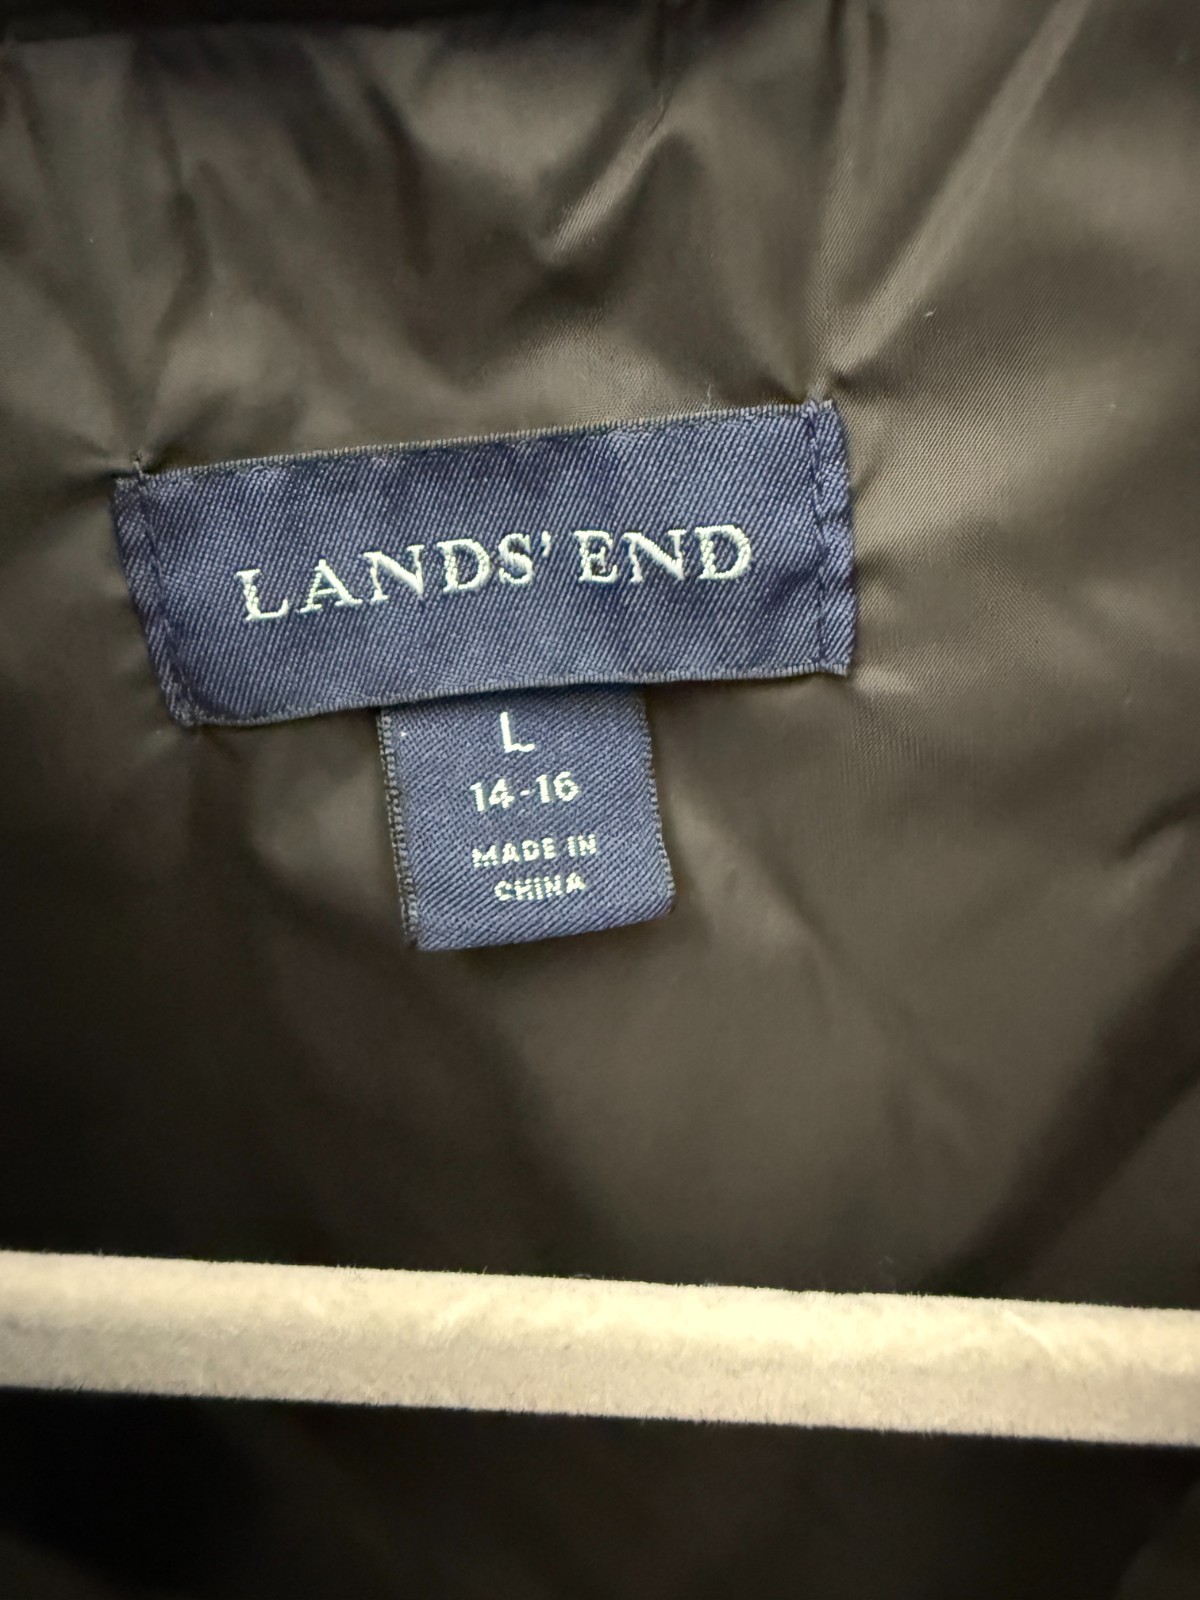 LANDS' END
L
14-16
MADE IN
CHINA